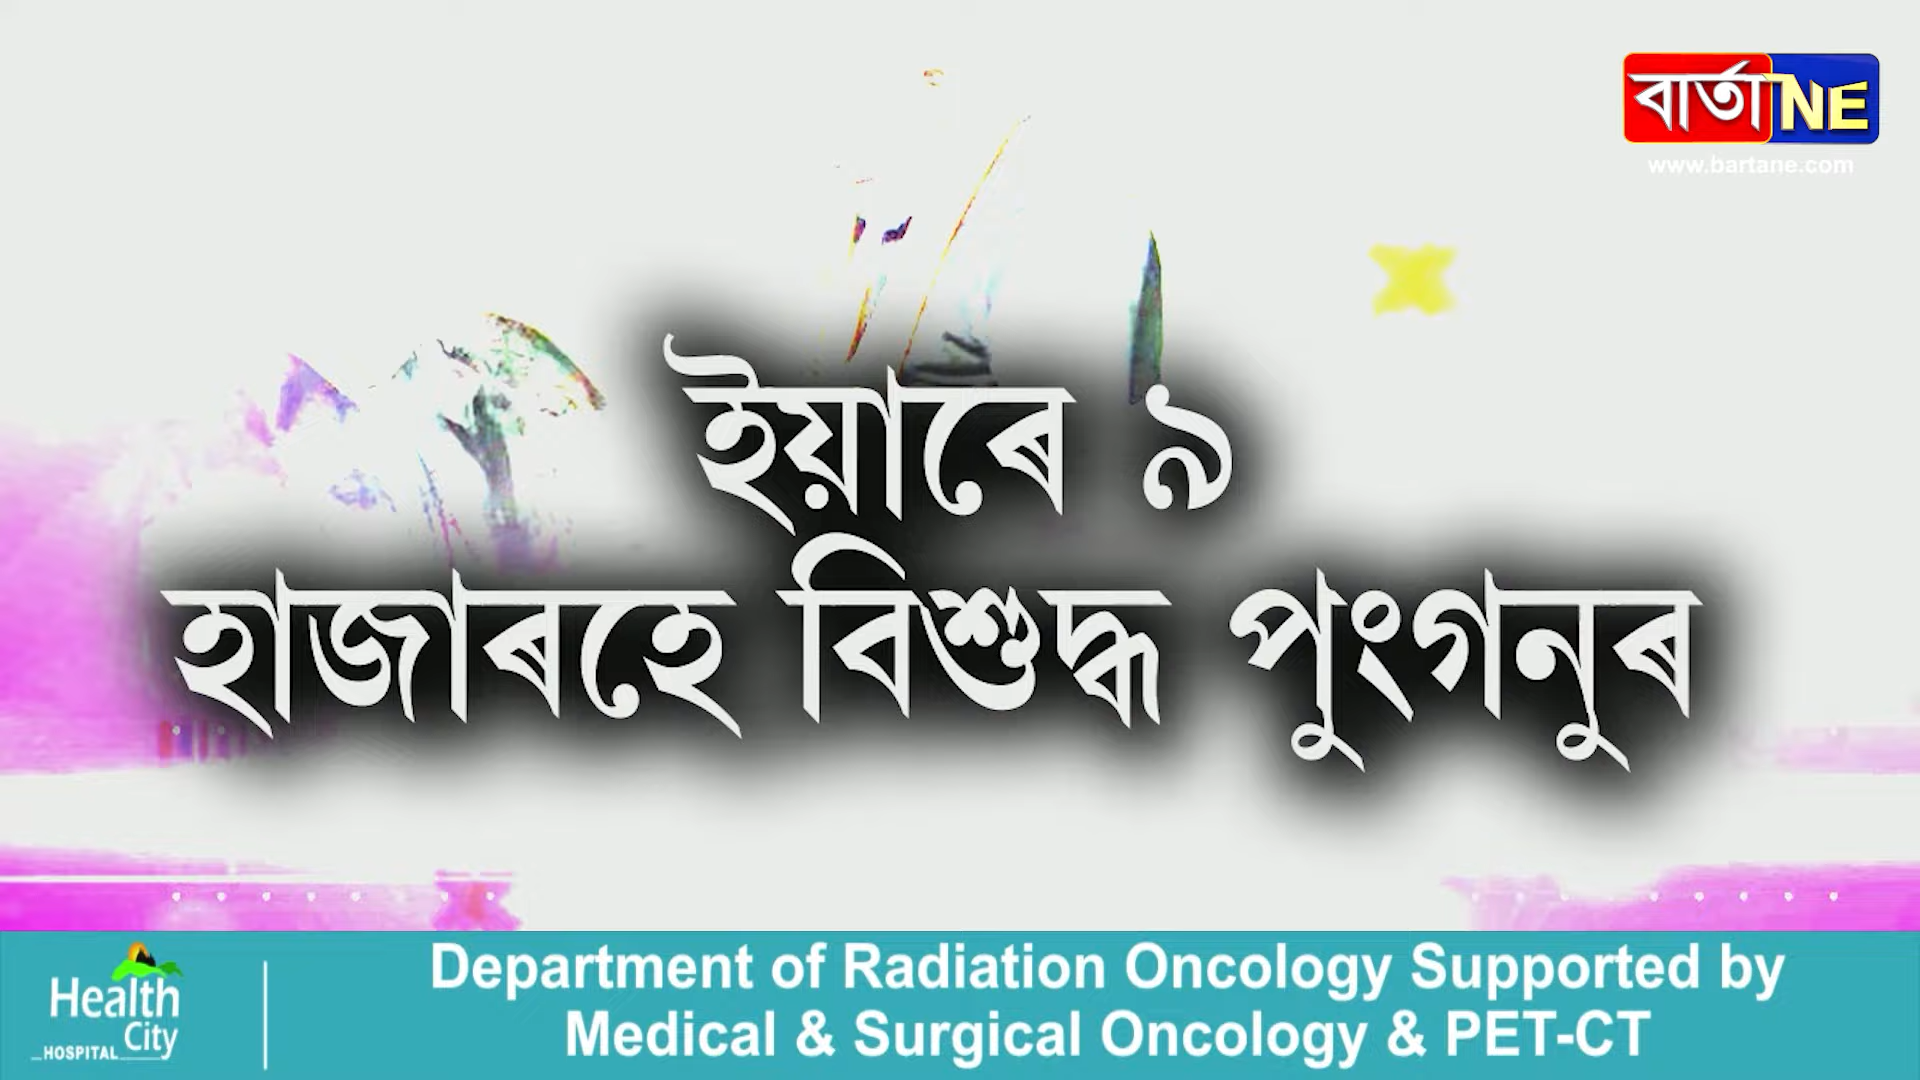 বাৰ্তা NE
www.bartane.com
ইয়াৰে ৯
হাজাৰহে বিশুদ্ধ পুংগনুৰ
Health
City
HOSPITAL
Department of Radiation Oncology Supported by
Medical & Surgical Oncology & PET-CT